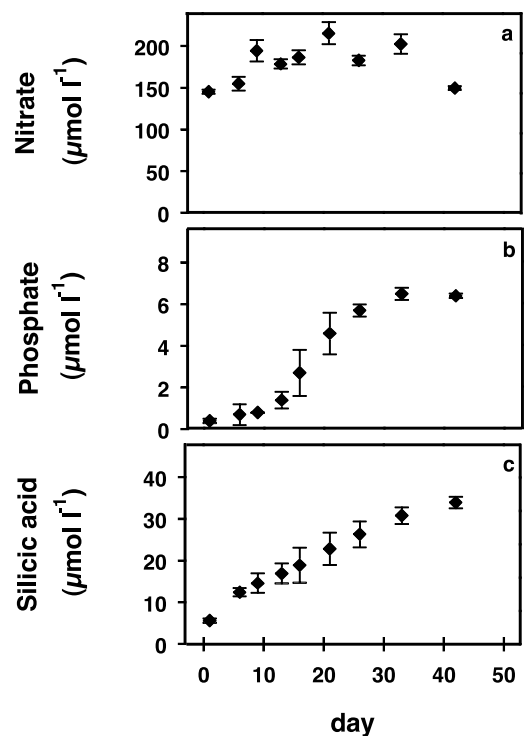 Nitrate
(µmol l⁻¹)
200
150
100
50
0
a
Phosphate
(µmol l⁻¹)
8
6
4
2
0
b
Silicic acid
(µmol l⁻¹)
40
30
20
10
0
c
0 10 20 30 40 50
day